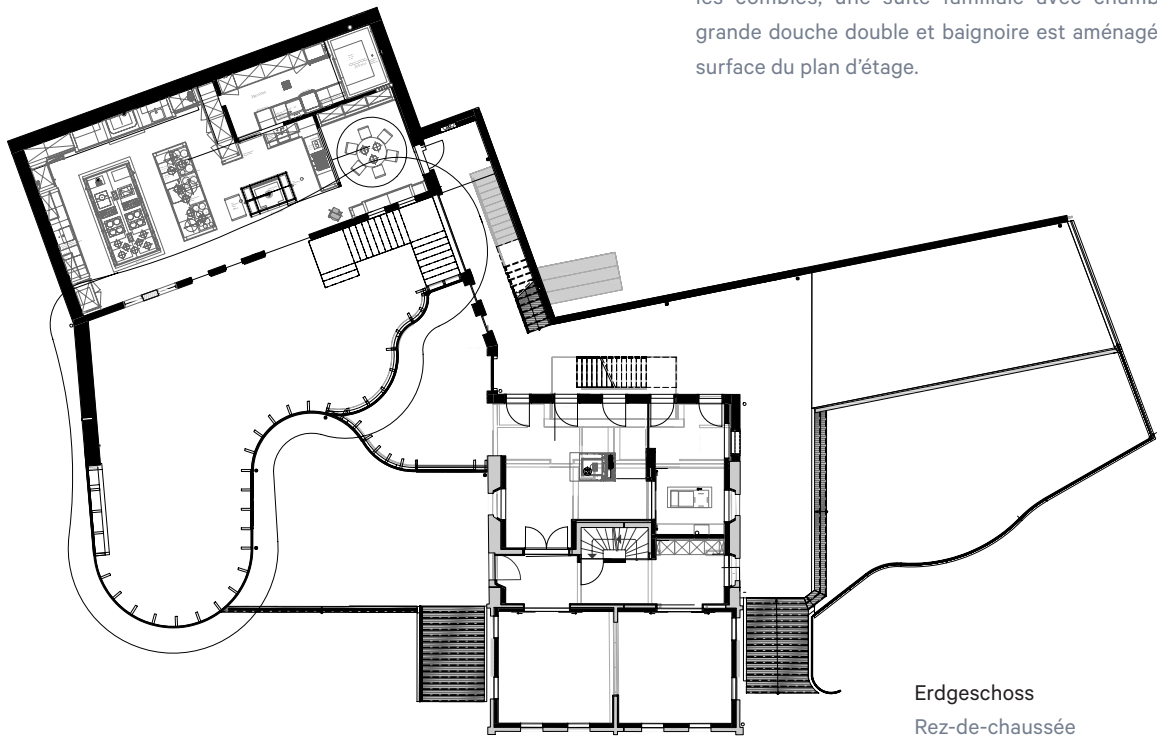 les combles, une suite familiale avec chamb
grande douche double et baignoire est aménagé
surface du plan d'étage.
Erdgeschoss
Rez-de-chaussée